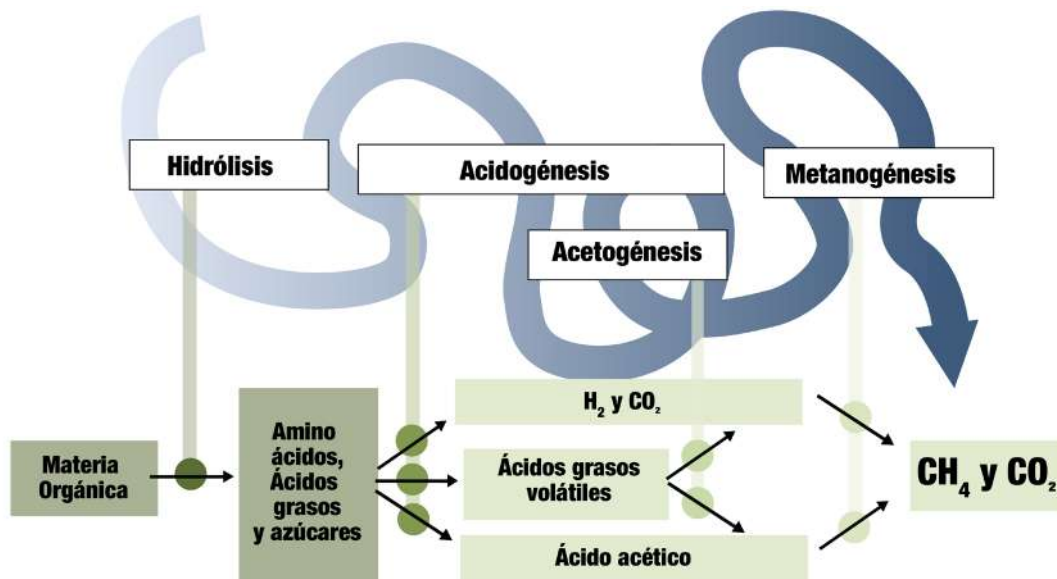 Hidrólisis
Acidogénesis
Metanogénesis
Acetogénesis
Materia
Orgánica
Amino
ácidos,
Ácidos
grasos
y azúcares
H₂ y CO₂
Ácidos grasos
volátiles
Ácido acético
CH₄ y CO₂